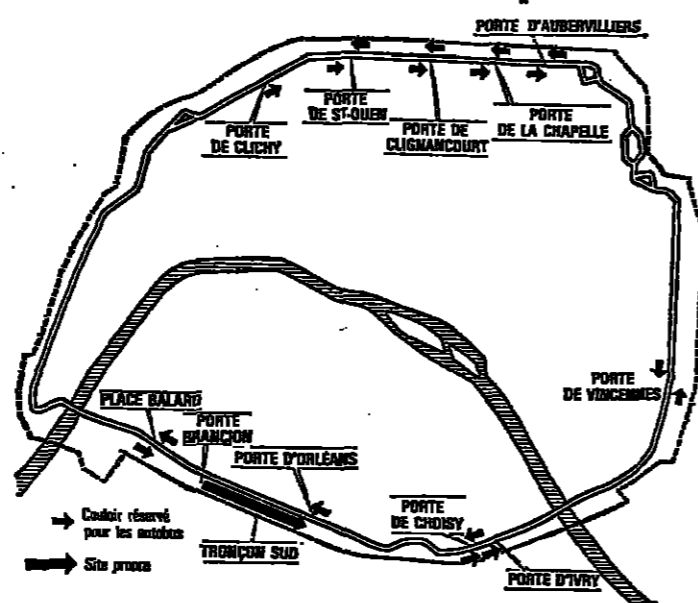 PORTE D'AUBERVILLIERS
PORTE
DE CLICHY
PORTE
DE ST-OUEN
PORTE DE
CLIGNANCOURT
PORTE
DE LA CHAPELLE
PORTE
DE VINCENNES
PLACE BALARD
PORTE
BRANCION
PORTE D'ORLÉANS
PORTE
DE CHOISY
TRONÇON SUD
PORTE D'IVRY
Couloir réservé
pour les autobus
Site propre